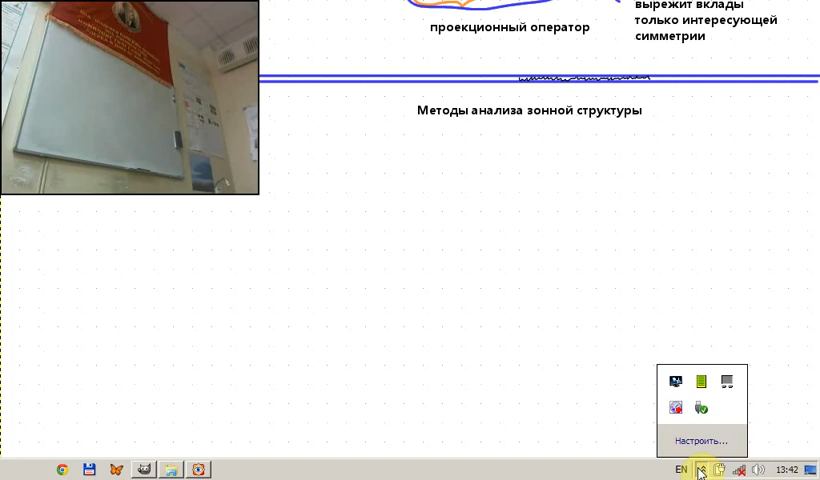 вырежит вклады
только интересующей
симметрии
проекционный оператор
Методы анализа зонной структуры
Настроить...
EN
13:42